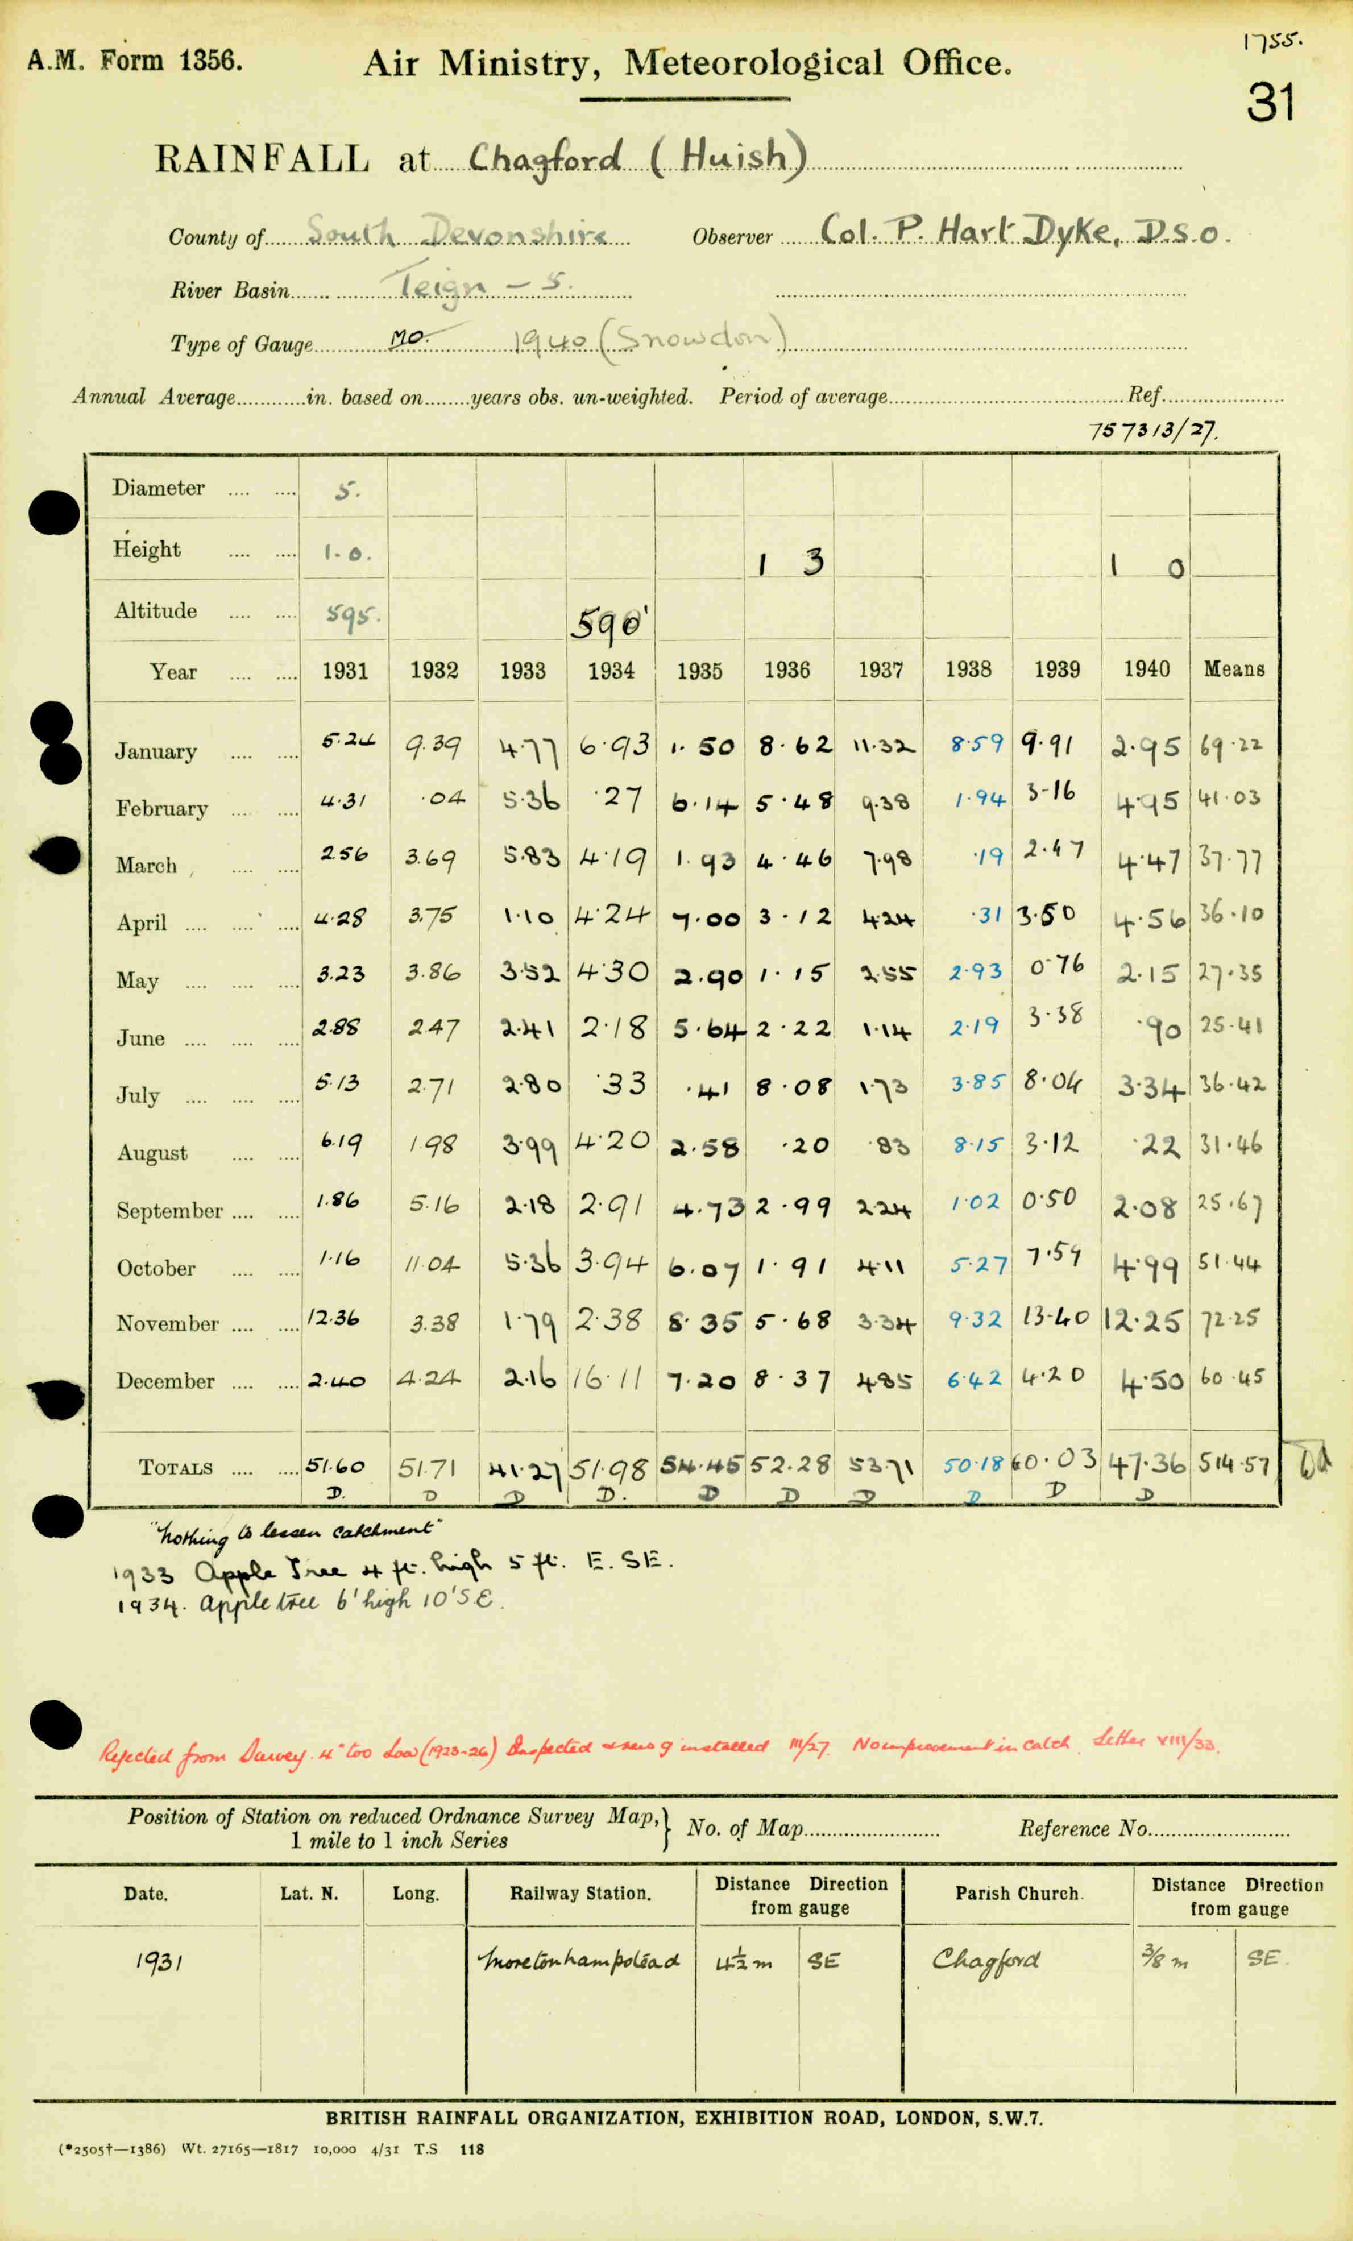 1755.
A.M. Form 1356. Air Ministry, Meteorological Office.
31
RAINFALL at Chagford (Huish)
County of South Devonshire Observer Col. P. Hart Dyke, D.S.O.
River Basin Teign - 5.
Type of Gauge MO. 1940 (Snowdon)
Annual Average............in. based on........years obs. un-weighted. Period of average.......... Ref..........
757313/27.
Diameter .... .... 5.
Height .... .... 1.0. 1 3 1 0
Altitude .... .... 595. 590'
Year .... .... 1931 1932 1933 1934 1935 1936 1937 1938 1939 1940 Means
January .... .... 5.24 9.39 4.77 6.93 1.50 8.62 11.32 8.59 9.91 2.95 69.22
February .... .... 4.31 .04 5.36 .27 6.14 5.48 9.38 1.94 3.16 4.95 41.03
March .... .... 2.56 3.69 5.83 4.19 1.93 4.46 7.98 .19 2.47 4.47 37.77
April .... .... .... 4.28 3.75 1.10 4.24 7.00 3.12 4.24 .31 3.50 4.56 36.10
May .... .... .... 3.23 3.86 3.52 4.30 2.90 1.15 2.55 2.93 0.76 2.15 27.35
June .... .... .... 2.88 2.47 2.41 2.18 5.64 2.22 1.14 2.19 3.38 .90 25.41
July .... .... .... 5.13 2.71 2.80 .33 .41 8.08 1.73 3.85 8.04 3.34 36.42
August .... .... 6.19 1.98 3.99 4.20 2.58 .20 .83 8.15 3.12 .22 31.46
September .... .... 1.86 5.16 2.18 2.91 4.73 2.99 2.24 1.02 0.50 2.08 25.67
October .... .... 1.16 11.04 5.36 3.94 6.07 1.91 4.11 5.27 7.59 4.99 51.44
November .... .... 12.36 3.38 1.79 2.38 8.35 5.68 3.34 9.32 13.40 12.25 72.25
December .... .... 2.40 4.24 2.16 16.11 7.20 8.37 4.85 6.42 4.20 4.50 60.45
TOTALS .... .... 51.60 51.71 41.27 51.98 54.45 52.28 53.71 50.18 60.03 47.36 514.57
D. D D D. D D D D D D
"Nothing to lessen catchment"
1933 Apple Tree 4 ft. high 5 ft. E. SE.
1934. Apple tree 6' high 10' S E.
Rejected from Survey. 4" too Low (1923-26) Inspected & new g installed III/27. No improvement in catch. Letter VIII/33.
Position of Station on reduced Ordnance Survey Map,} No. of Map.......... Reference No..........
1 mile to 1 inch Series
Date. Lat. N. Long. Railway Station. Distance Direction from gauge Parish Church. Distance Direction from gauge
1931 Moretonhampstead 4½ m SE Chagford ⅜ m SE.
BRITISH RAINFALL ORGANIZATION, EXHIBITION ROAD, LONDON, S.W.7.
(*2505†—1386) Wt. 27165—1817 10,000 4/31 T.S 118